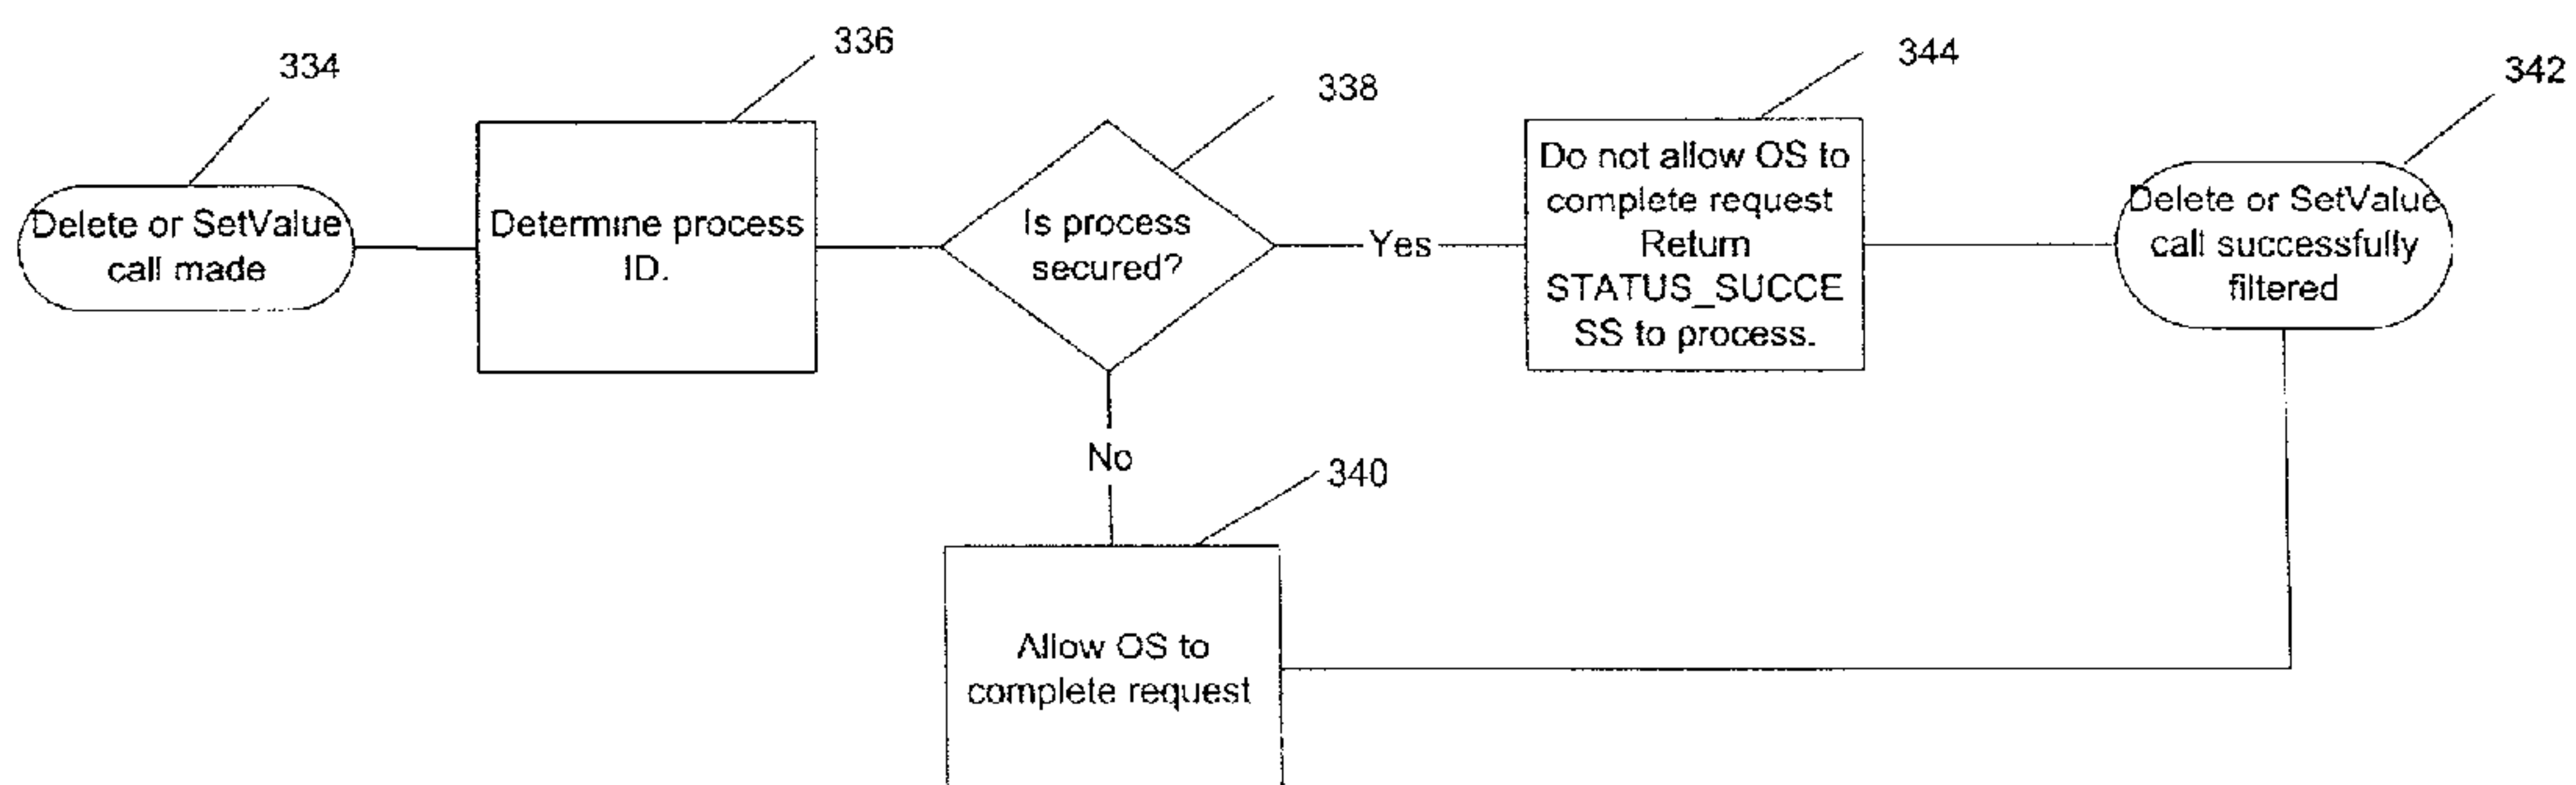 334
336
338
344
342
Delete or SetValue
call made
Determine process
ID.
Is process
secured?
Yes
Do not allow OS to
complete request
Return
STATUS_SUCCE
SS to process.
Delete or SetValue
call successfully
filtered
No
340
Allow OS to
complete request